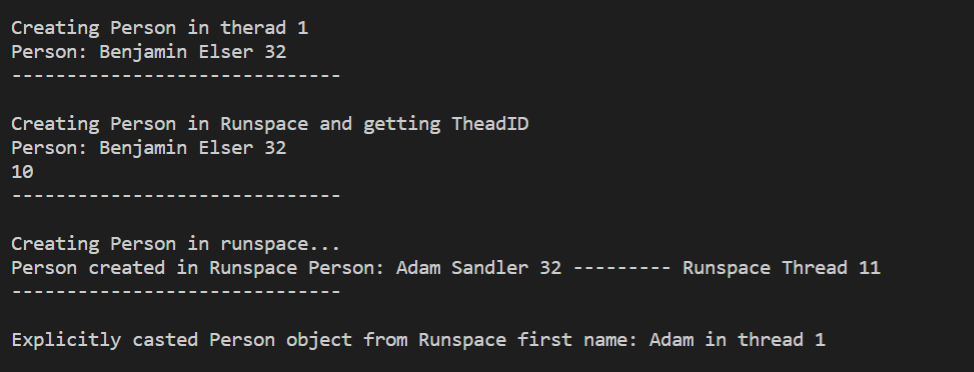 Creating Person in therad 1
Person: Benjamin Elser 32
------------------------------
Creating Person in Runspace and getting TheadID
Person: Benjamin Elser 32
10
------------------------------
Creating Person in runspace...
Person created in Runspace Person: Adam Sandler 32 --------- Runspace Thread 11
------------------------------
Explicitly casted Person object from Runspace first name: Adam in thread 1